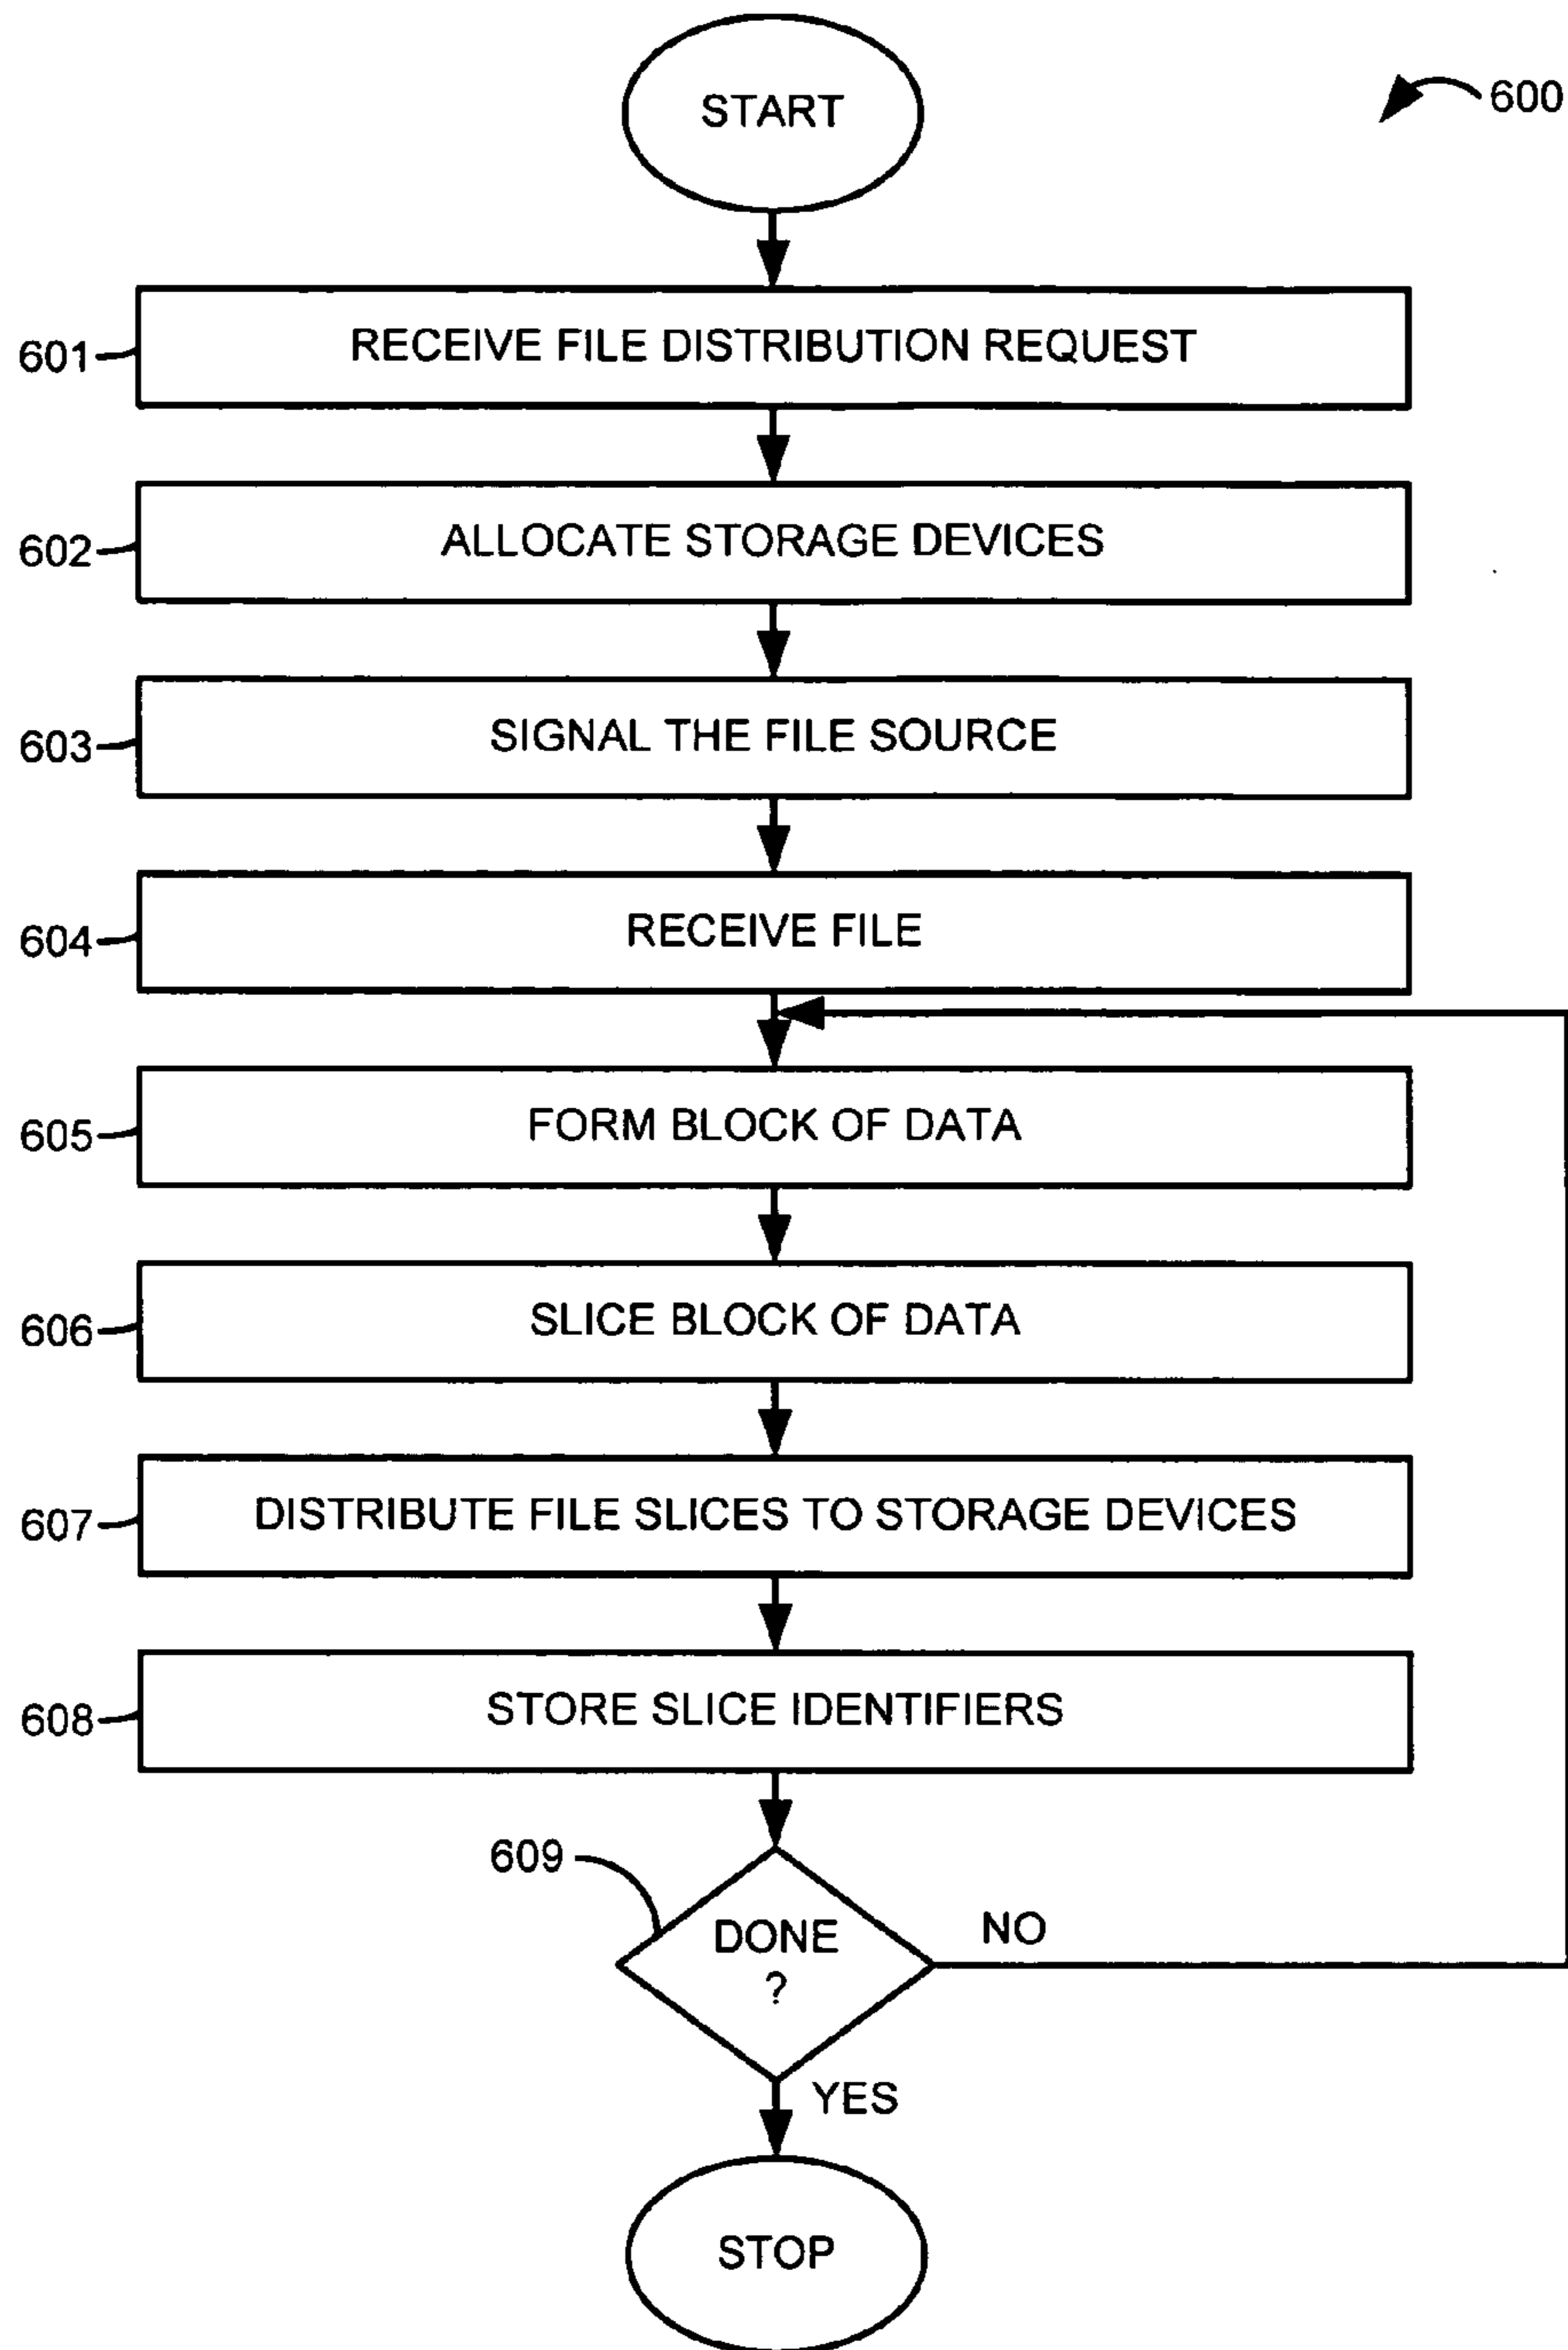 START
600
601
RECEIVE FILE DISTRIBUTION REQUEST
602
ALLOCATE STORAGE DEVICES
603
SIGNAL THE FILE SOURCE
604
RECEIVE FILE
605
FORM BLOCK OF DATA
606
SLICE BLOCK OF DATA
607
DISTRIBUTE FILE SLICES TO STORAGE DEVICES
608
STORE SLICE IDENTIFIERS
609
DONE
?
NO
YES
STOP